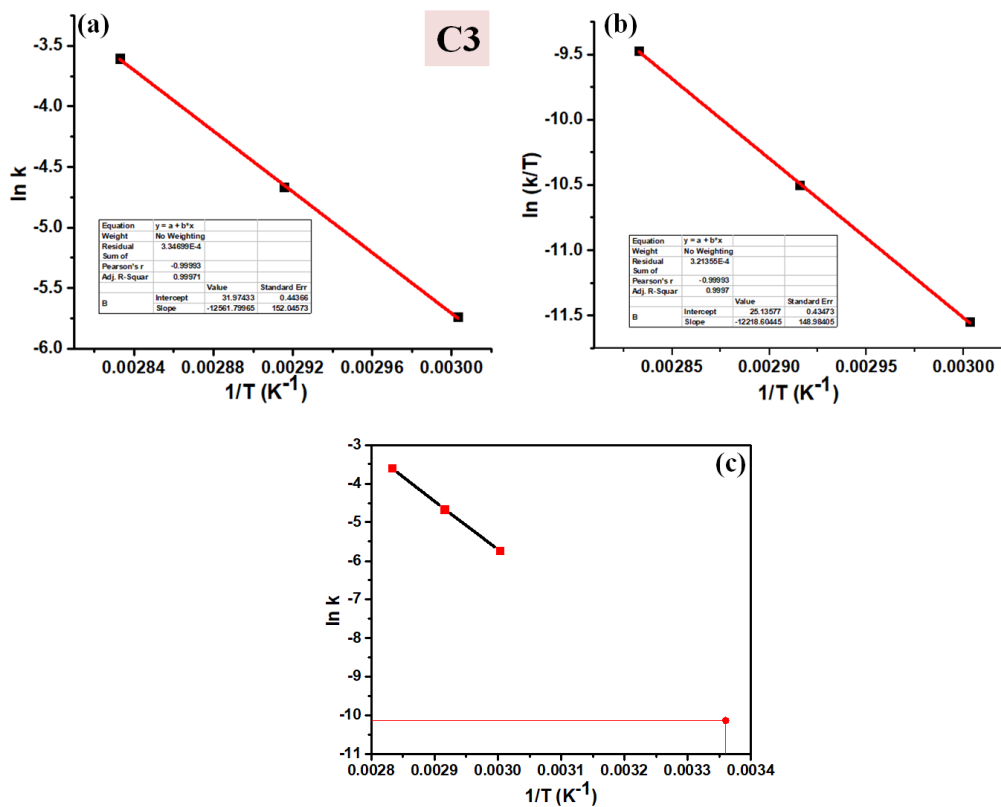 (a)
C3
ln k
-3.5
-4.0
-4.5
-5.0
-5.5
-6.0
Equation y = a + b*x
Weight No Weighting
Residual 3.34699E-4
Sum of
Pearson's r -0.99993
Adj. R-Squar 0.99971
Value Standard Err
B Intercept 31.97433 0.44366
Slope -12561.79965 152.04573
0.00284 0.00288 0.00292 0.00296 0.00300
1/T (K-1)
(b)
ln (k/T)
-9.5
-10.0
-10.5
-11.0
-11.5
Equation y = a + b*x
Weight No Weighting
Residual 3.21355E-4
Sum of
Pearson's r -0.99993
Adj. R-Squar 0.9997
Value Standard Err
B Intercept 25.13577 0.43473
Slope -12218.60445 148.98405
0.00285 0.00290 0.00295 0.00300
1/T (K-1)
(c)
ln k
-3
-4
-5
-6
-7
-8
-9
-10
-11
0.0028 0.0029 0.0030 0.0031 0.0032 0.0033 0.0034
1/T (K-1)